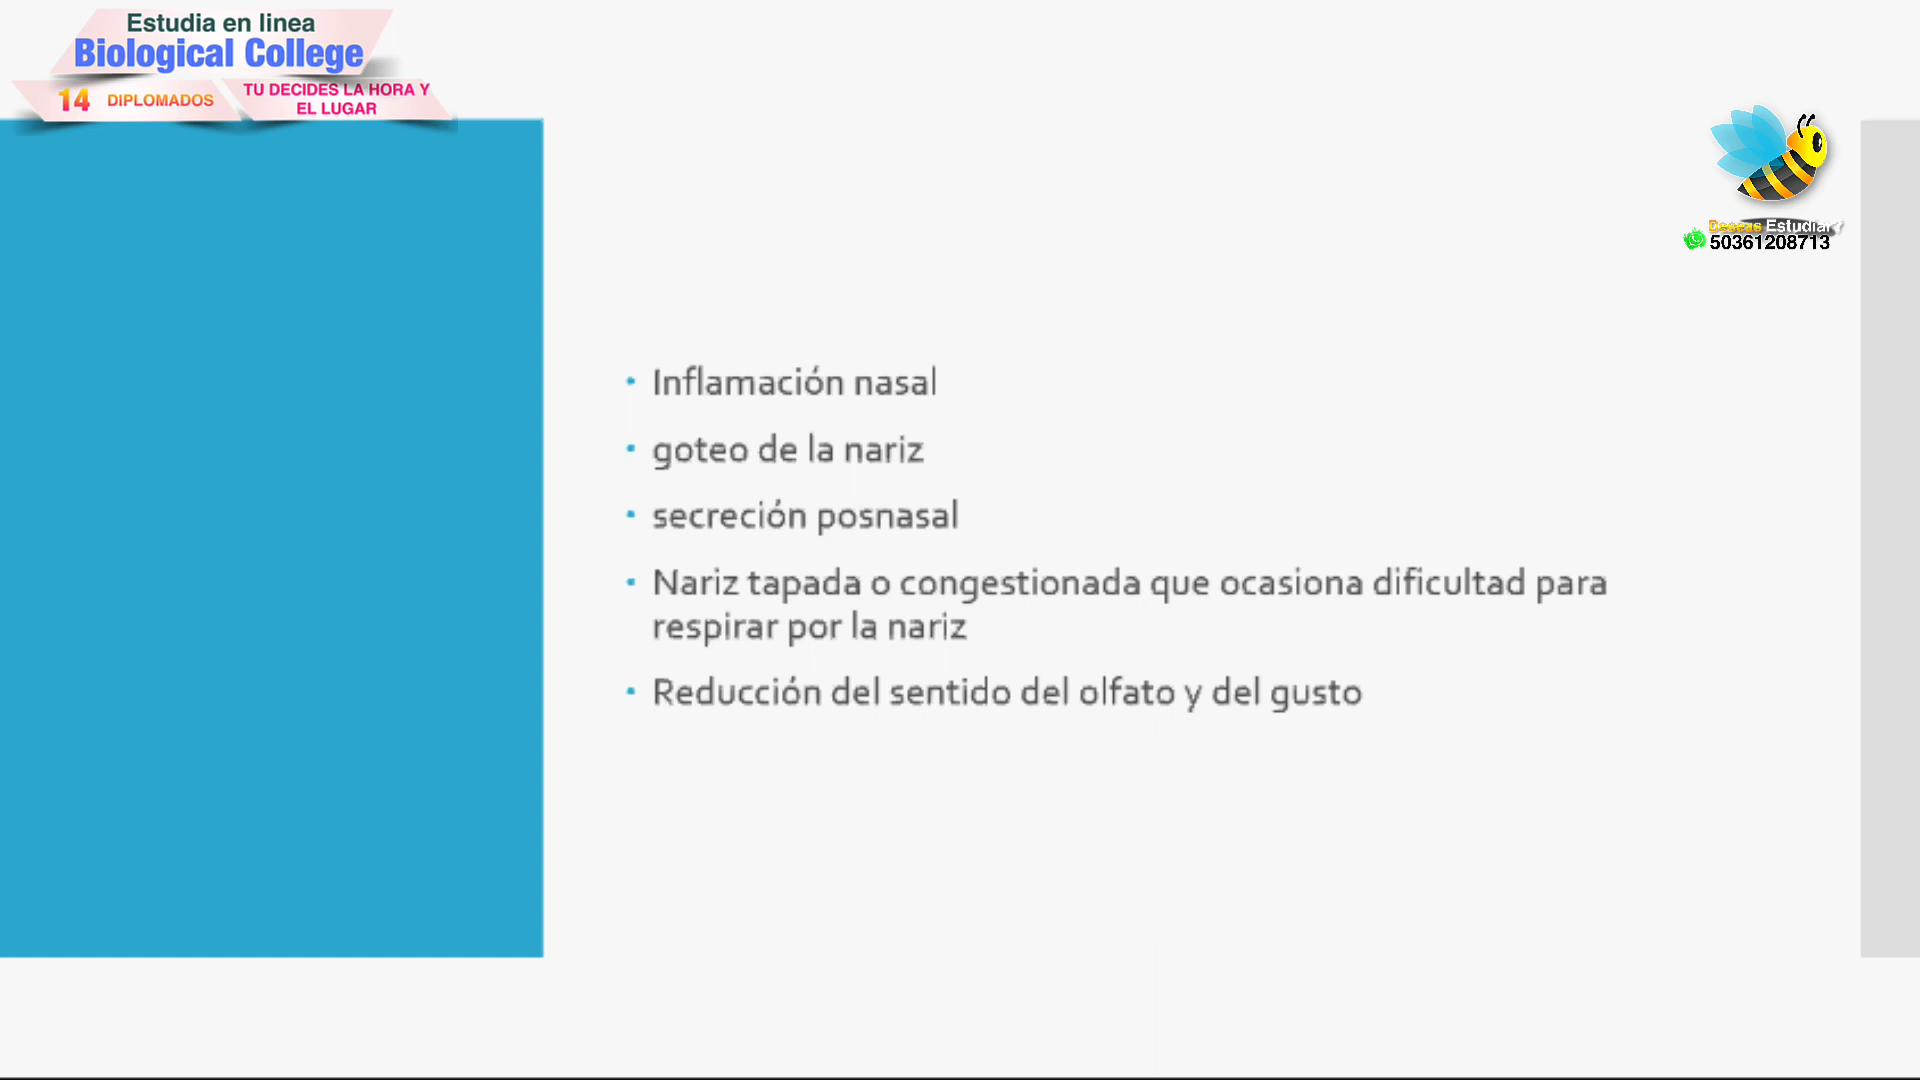 Estudia en linea
Biological College
14 DIPLOMADOS
TU DECIDES LA HORA Y
EL LUGAR
Deseas Estudiar?
50361208713
Inflamación nasal
goteo de la nariz
secreción posnasal
Nariz tapada o congestionada que ocasiona dificultad para
respirar por la nariz
Reducción del sentido del olfato y del gusto